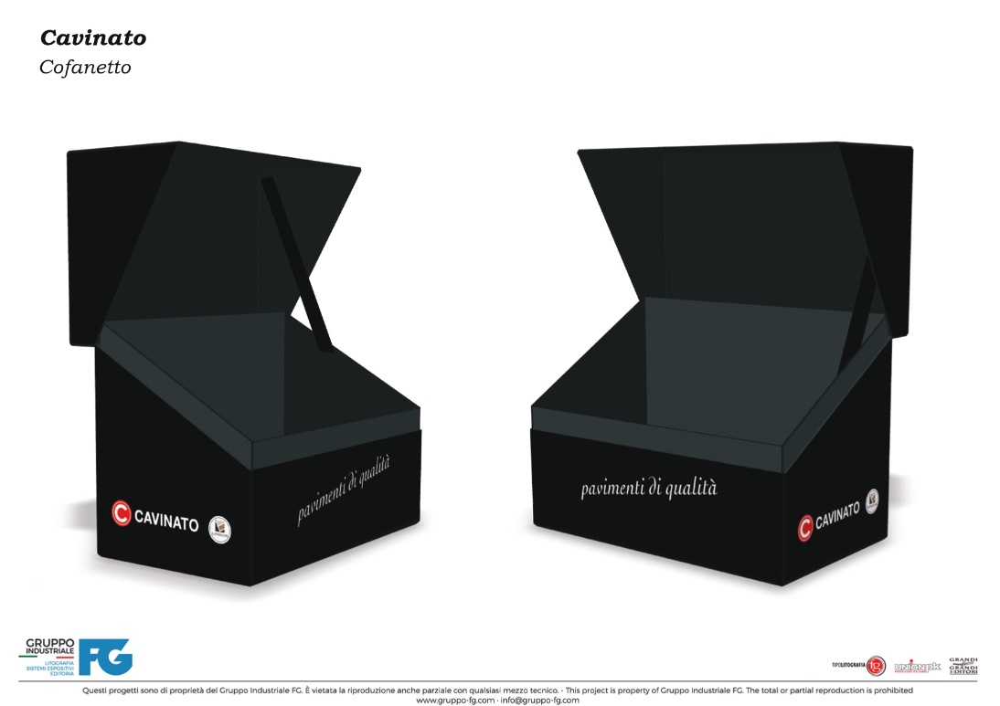 Cavinato
Cofanetto
pavimenti di qualità
C CAVINATO
pavimenti di qualità
C CAVINATO
GRUPPO
INDUSTRIALE
FG
LITOGRAFIA
SISTEMI ESPOSITIVI
EDITORIA
TIPOLITOGRAFIA fg
UNIONpk
GRANDI
GRANDI
EDITORI
Questi progetti sono di proprietà del Gruppo Industriale FG. È vietata la riproduzione anche parziale con qualsiasi mezzo tecnico. - This project is property of Gruppo Industriale FG. The total or partial reproduction is prohibited
www.gruppo-fg.com · info@gruppo-fg.com